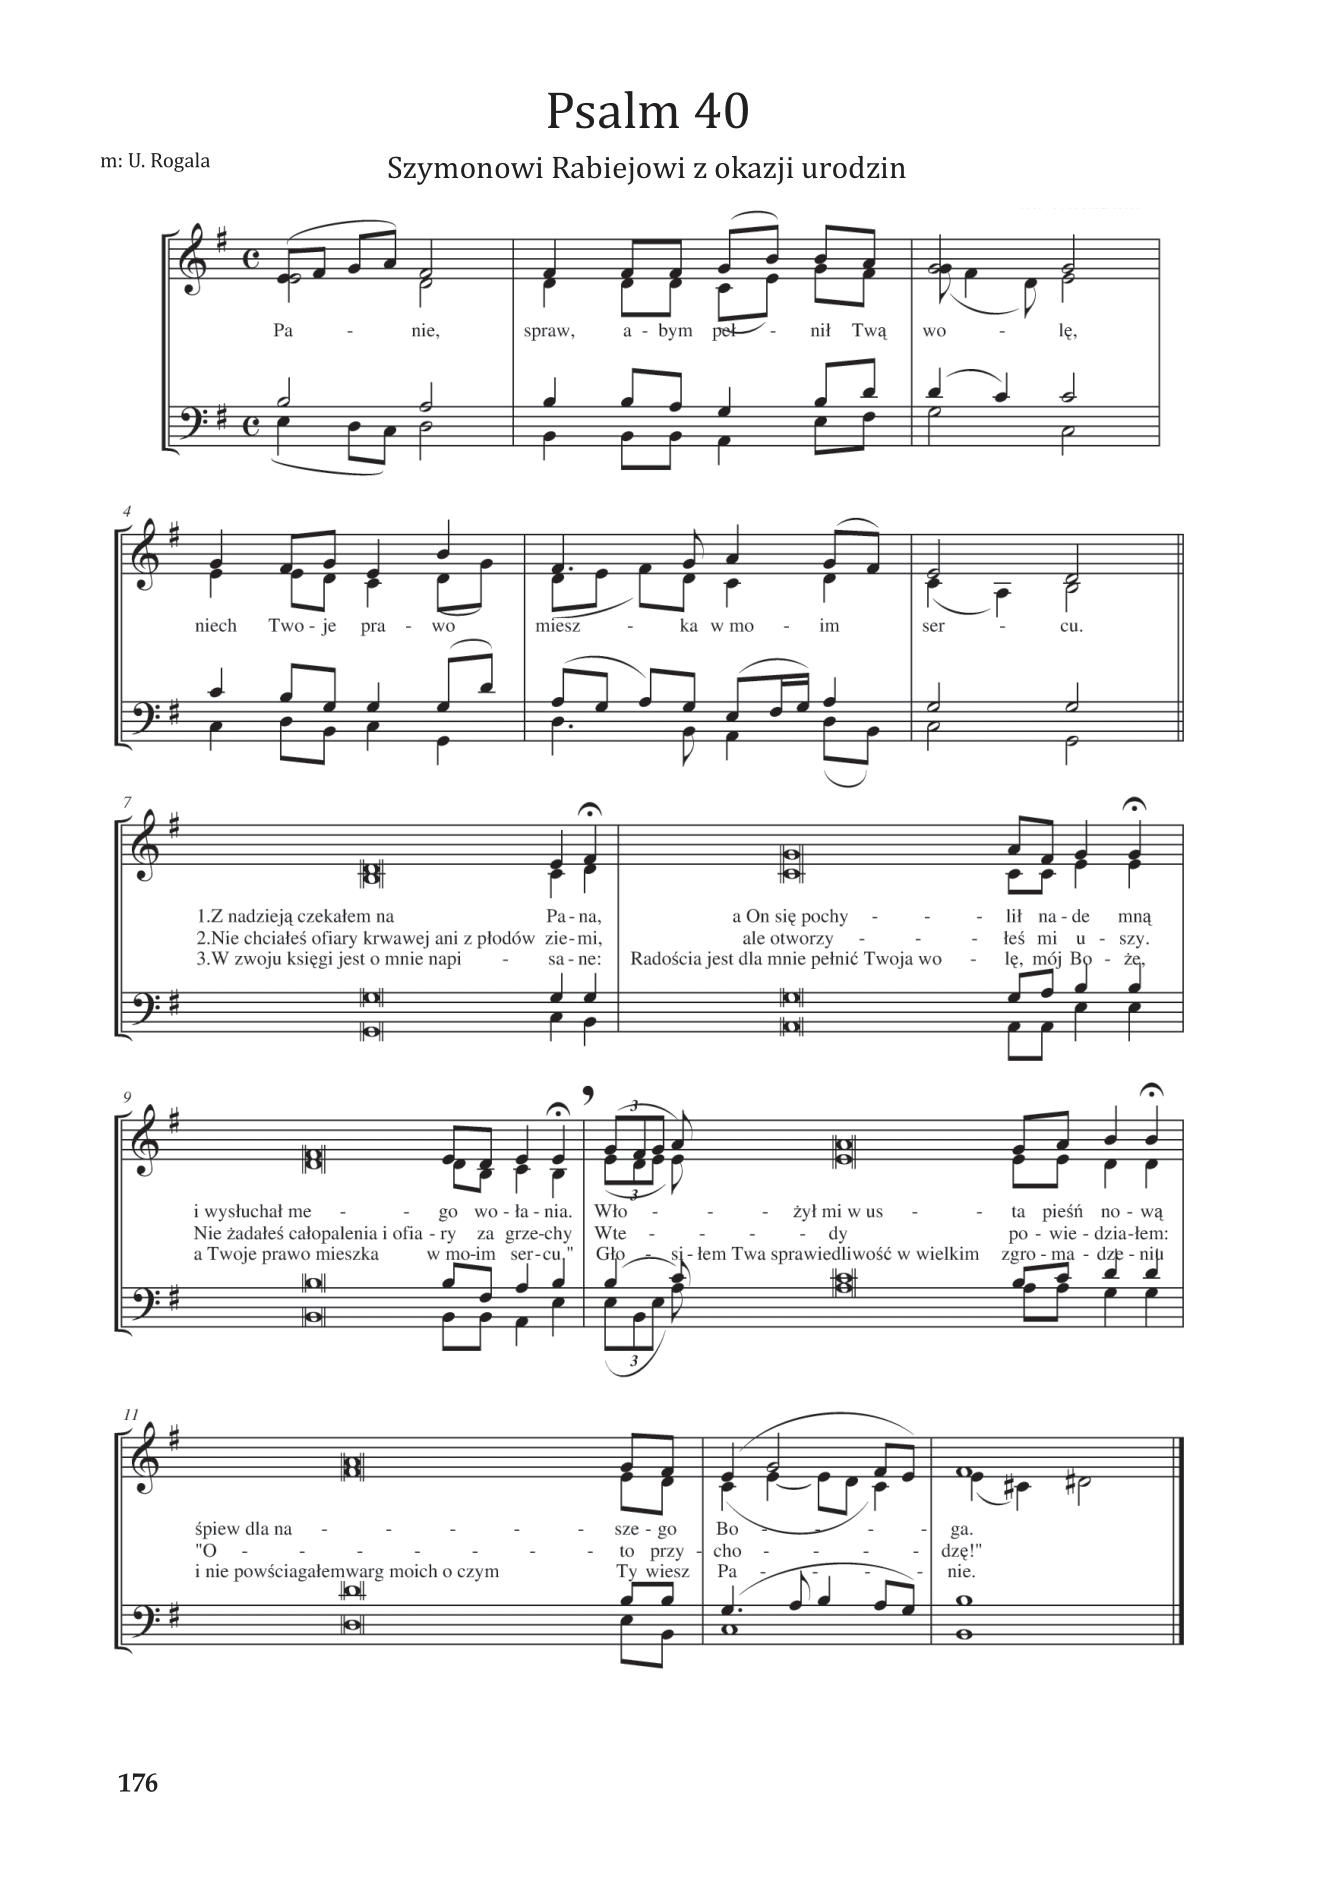 Psalm 40
m: U. Rogala
Szymonowi Rabiejowi z okazji urodzin
Pa - nie, spraw, a - bym peł - nił Twą wo - lę,
4
niech Two - je pra - wo miesz - ka w mo - im ser - cu.
7
1.Z nadzieją czekałem na Pa - na, a On się pochy - - - lił na - de mną
2.Nie chciałeś ofiary krwawej ani z płodów zie - mi, ale otworzy - - - łeś mi u - szy.
3.W zwoju księgi jest o mnie napi - sa - ne: Radościa jest dla mnie pełnić Twoja wo - lę, mój Bo - że,
9
3 3
i wysłuchał me - - - go wo - ła - nia. Wło - - - żył mi w us - - - ta pieśń no - wą
Nie żadałeś całopalenia i ofia - ry za grze - chy Wte - - - dy po - wie - dzia - łem:
a Twoje prawo mieszka w mo - im ser - cu." Gło - si - łem Twa sprawiedliwość w wielkim zgro - ma - dze - niu
3
11
śpiew dla na - - - - - sze - go Bo - - - - ga.
"O - - - - - - - to przy - cho - - - - dzę!"
i nie powściagałemwarg moich o czym Ty wiesz Pa - - - - nie.
176